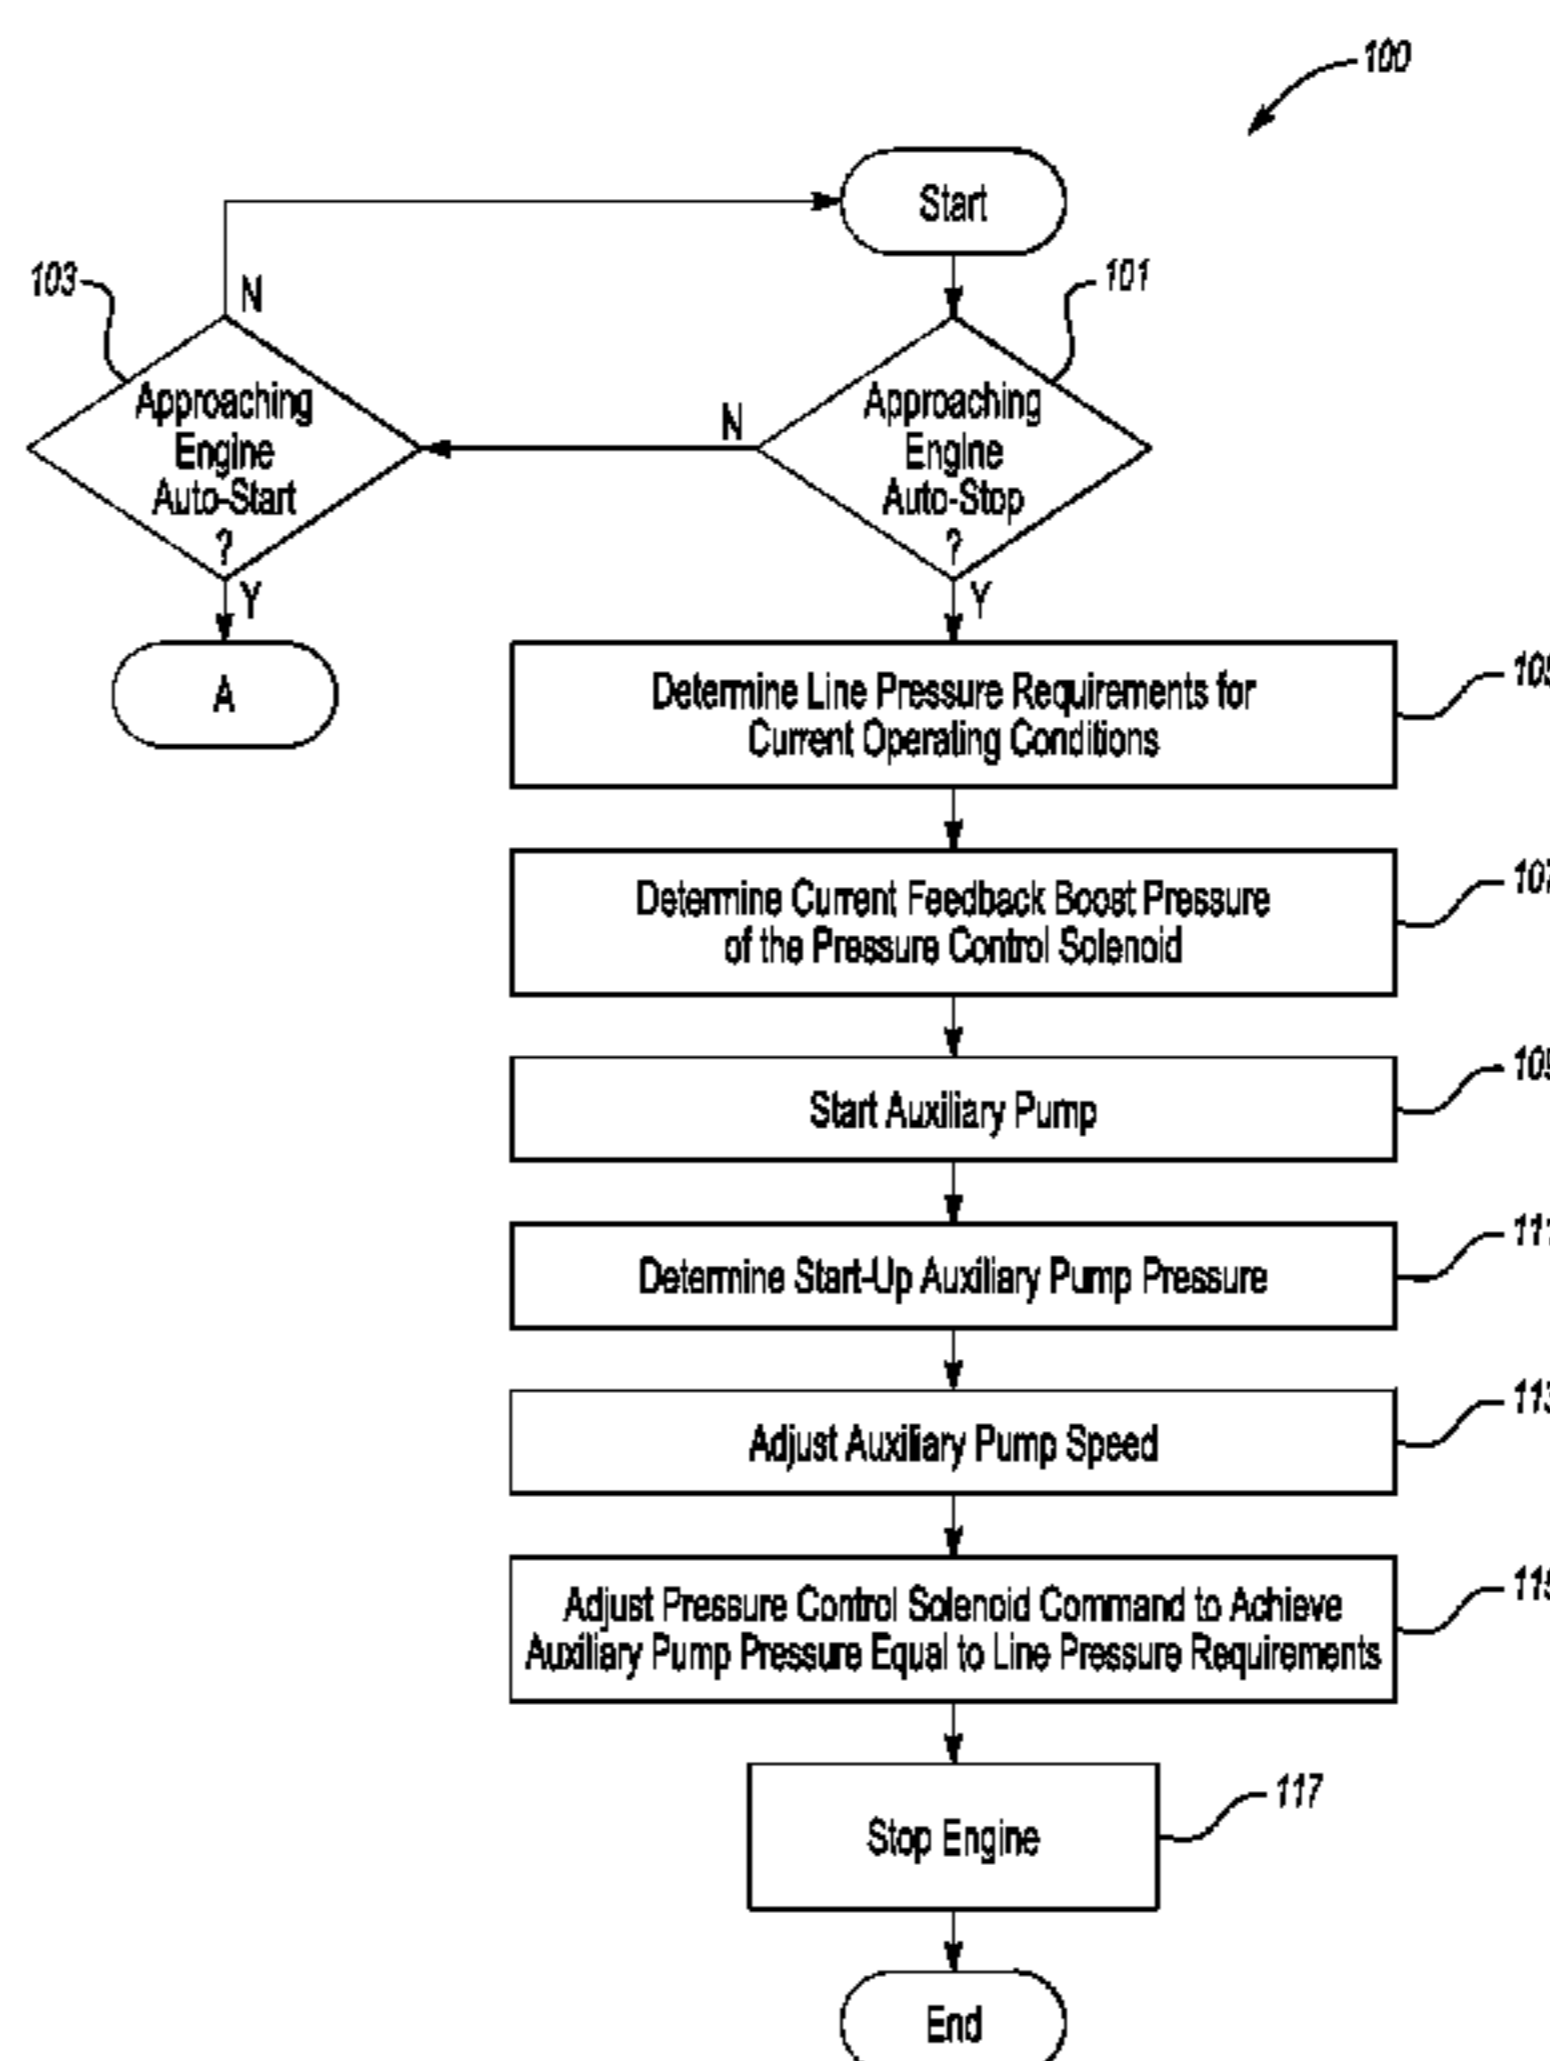 100
Start
103
N
101
Approaching
Engine
Auto-Start
?
N
Approaching
Engine
Auto-Stop
?
Y
Y
A
Determine Line Pressure Requirements for
Current Operating Conditions
Determine Current Feedback Boost Pressure
of the Pressure Control Solenoid
Start Auxiliary Pump
Determine Start-Up Auxiliary Pump Pressure
Adjust Auxiliary Pump Speed
Adjust Pressure Control Solenoid Command to Achieve
Auxiliary Pump Pressure Equal to Line Pressure Requirements
Stop Engine
117
End